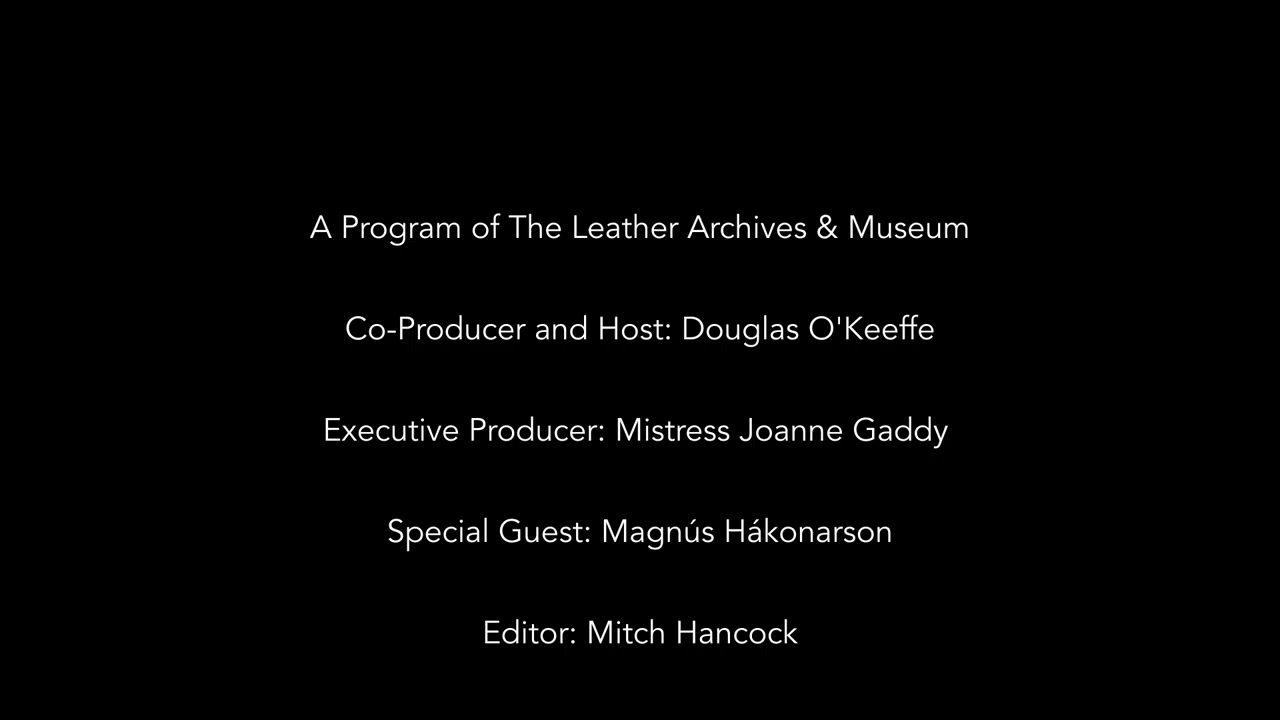 A Program of The Leather Archives & Museum
Co-Producer and Host: Douglas O'Keeffe
Executive Producer: Mistress Joanne Gaddy
Special Guest: Magnús Hákonarson
Editor: Mitch Hancock